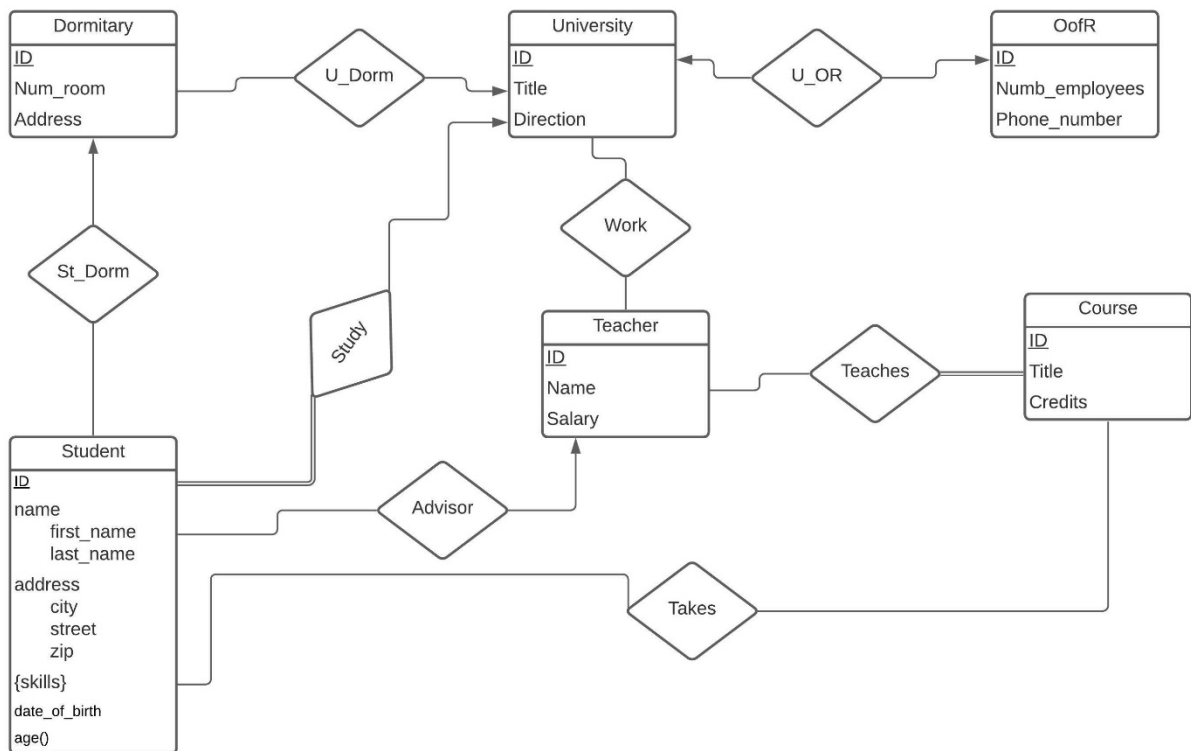 Dormitary
ID
Num_room
Address
U_Dorm
University
ID
Title
Direction
U_OR
OofR
ID
Numb_employees
Phone_number
St_Dorm
Work
Study
Teacher
ID
Name
Salary
Teaches
Course
ID
Title
Credits
Student
ID
name
first_name
last_name
address
city
street
zip
{skills}
date_of_birth
age()
Advisor
Takes